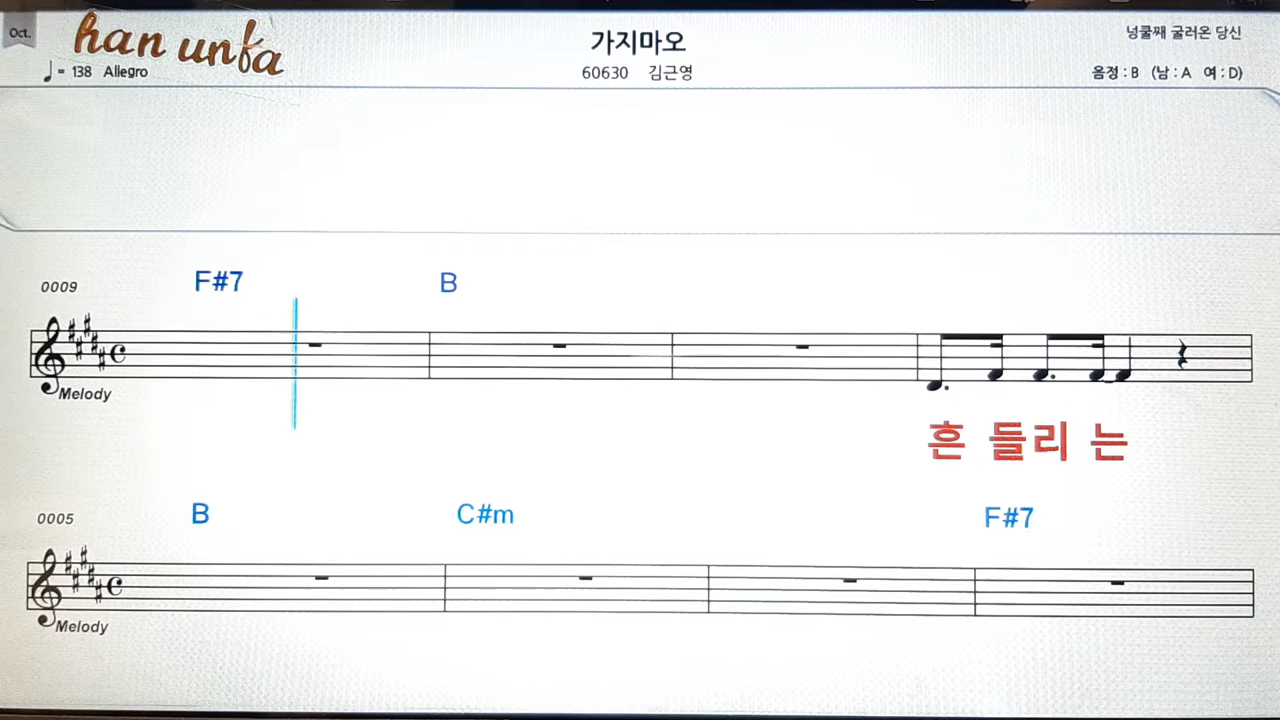 Oct.
han unfa
가지마오
넝쿨째 굴러온 당신
♩= 138 Allegro
60630 김근영
음정 : B (남 : A 여 : D)
0009
F#7
B
Melody
흔 들리 는
0005
B
C#m
F#7
Melody